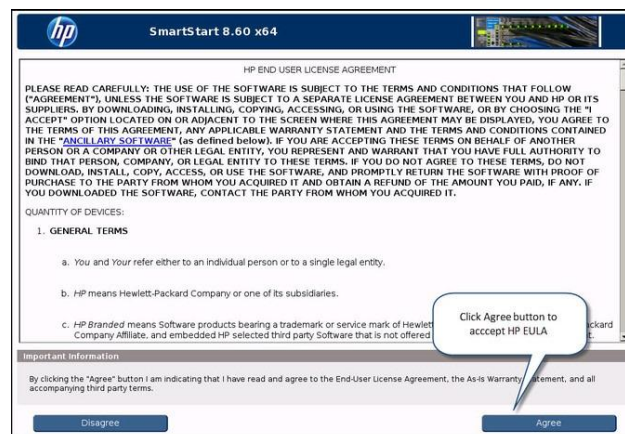 hp
SmartStart 8.60 x64
HP END USER LICENSE AGREEMENT
PLEASE READ CAREFULLY: THE USE OF THE SOFTWARE IS SUBJECT TO THE TERMS AND CONDITIONS THAT FOLLOW
("AGREEMENT"), UNLESS THE SOFTWARE IS SUBJECT TO A SEPARATE LICENSE AGREEMENT BETWEEN YOU AND HP OR ITS
SUPPLIERS. BY DOWNLOADING, INSTALLING, COPYING, ACCESSING, OR USING THE SOFTWARE, OR BY CHOOSING THE "I
ACCEPT" OPTION LOCATED ON OR ADJACENT TO THE SCREEN WHERE THIS AGREEMENT MAY BE DISPLAYED, YOU AGREE TO
THE TERMS OF THIS AGREEMENT, ANY APPLICABLE WARRANTY STATEMENT AND THE TERMS AND CONDITIONS CONTAINED
IN THE "ANCILLARY SOFTWARE" (as defined below). IF YOU ARE ACCEPTING THESE TERMS ON BEHALF OF ANOTHER
PERSON OR A COMPANY OR OTHER LEGAL ENTITY, YOU REPRESENT AND WARRANT THAT YOU HAVE FULL AUTHORITY TO
BIND THAT PERSON, COMPANY, OR LEGAL ENTITY TO THESE TERMS. IF YOU DO NOT AGREE TO THESE TERMS, DO NOT
DOWNLOAD, INSTALL, COPY, ACCESS, OR USE THE SOFTWARE, AND PROMPTLY RETURN THE SOFTWARE WITH PROOF OF
PURCHASE TO THE PARTY FROM WHOM YOU ACQUIRED IT AND OBTAIN A REFUND OF THE AMOUNT YOU PAID, IF ANY. IF
YOU DOWNLOADED THE SOFTWARE, CONTACT THE PARTY FROM WHOM YOU ACQUIRED IT.
QUANTITY OF DEVICES:
1. GENERAL TERMS
a. You and Your refer either to an individual person or to a single legal entity.
b. HP means Hewlett-Packard Company or one of its subsidiaries.
c. HP Branded means Software products bearing a trademark or service mark of
Company Affiliate, and embedded HP selected third party Software that is not offered
Click Agree button to
acccept HP EULA
Important Information
By clicking the "Agree" button I am indicating that I have read and agree to the End-User License Agreement, the As-Is Warranty and all
accompanying third party terms.
Disagree
Agree